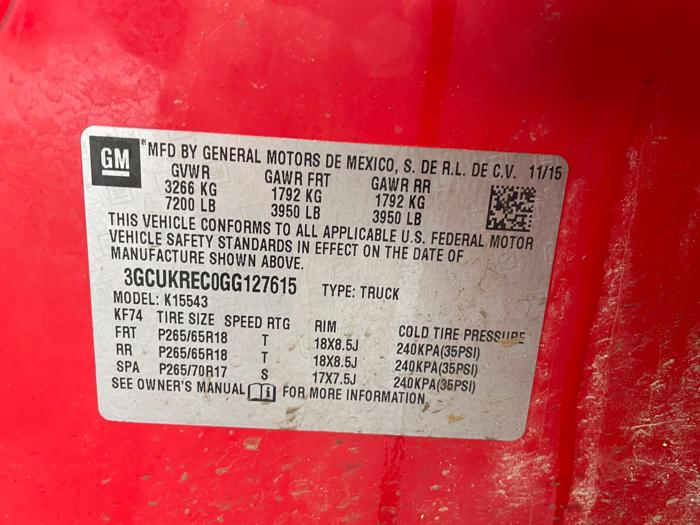 GM
MFD BY GENERAL MOTORS DE MEXICO, S. DE R.L. DE C.V. 11/15
GVWR GAWR FRT GAWR RR
3266 KG 1792 KG 1792 KG
7200 LB 3950 LB 3950 LB
THIS VEHICLE CONFORMS TO ALL APPLICABLE U.S. FEDERAL MOTOR
VEHICLE SAFETY STANDARDS IN EFFECT ON THE DATE OF
MANUFACTURE SHOWN ABOVE.
3GCUKREC0GG127615 TYPE: TRUCK
MODEL: K15543
KF74 TIRE SIZE SPEED RTG RIM COLD TIRE PRESSURE
FRT P265/65R18 T 18X8.5J 240KPA(35PSI)
RR P265/65R18 T 18X8.5J 240KPA(35PSI)
SPA P265/70R17 S 17X7.5J 240KPA(35PSI)
SEE OWNER'S MANUAL FOR MORE INFORMATION.